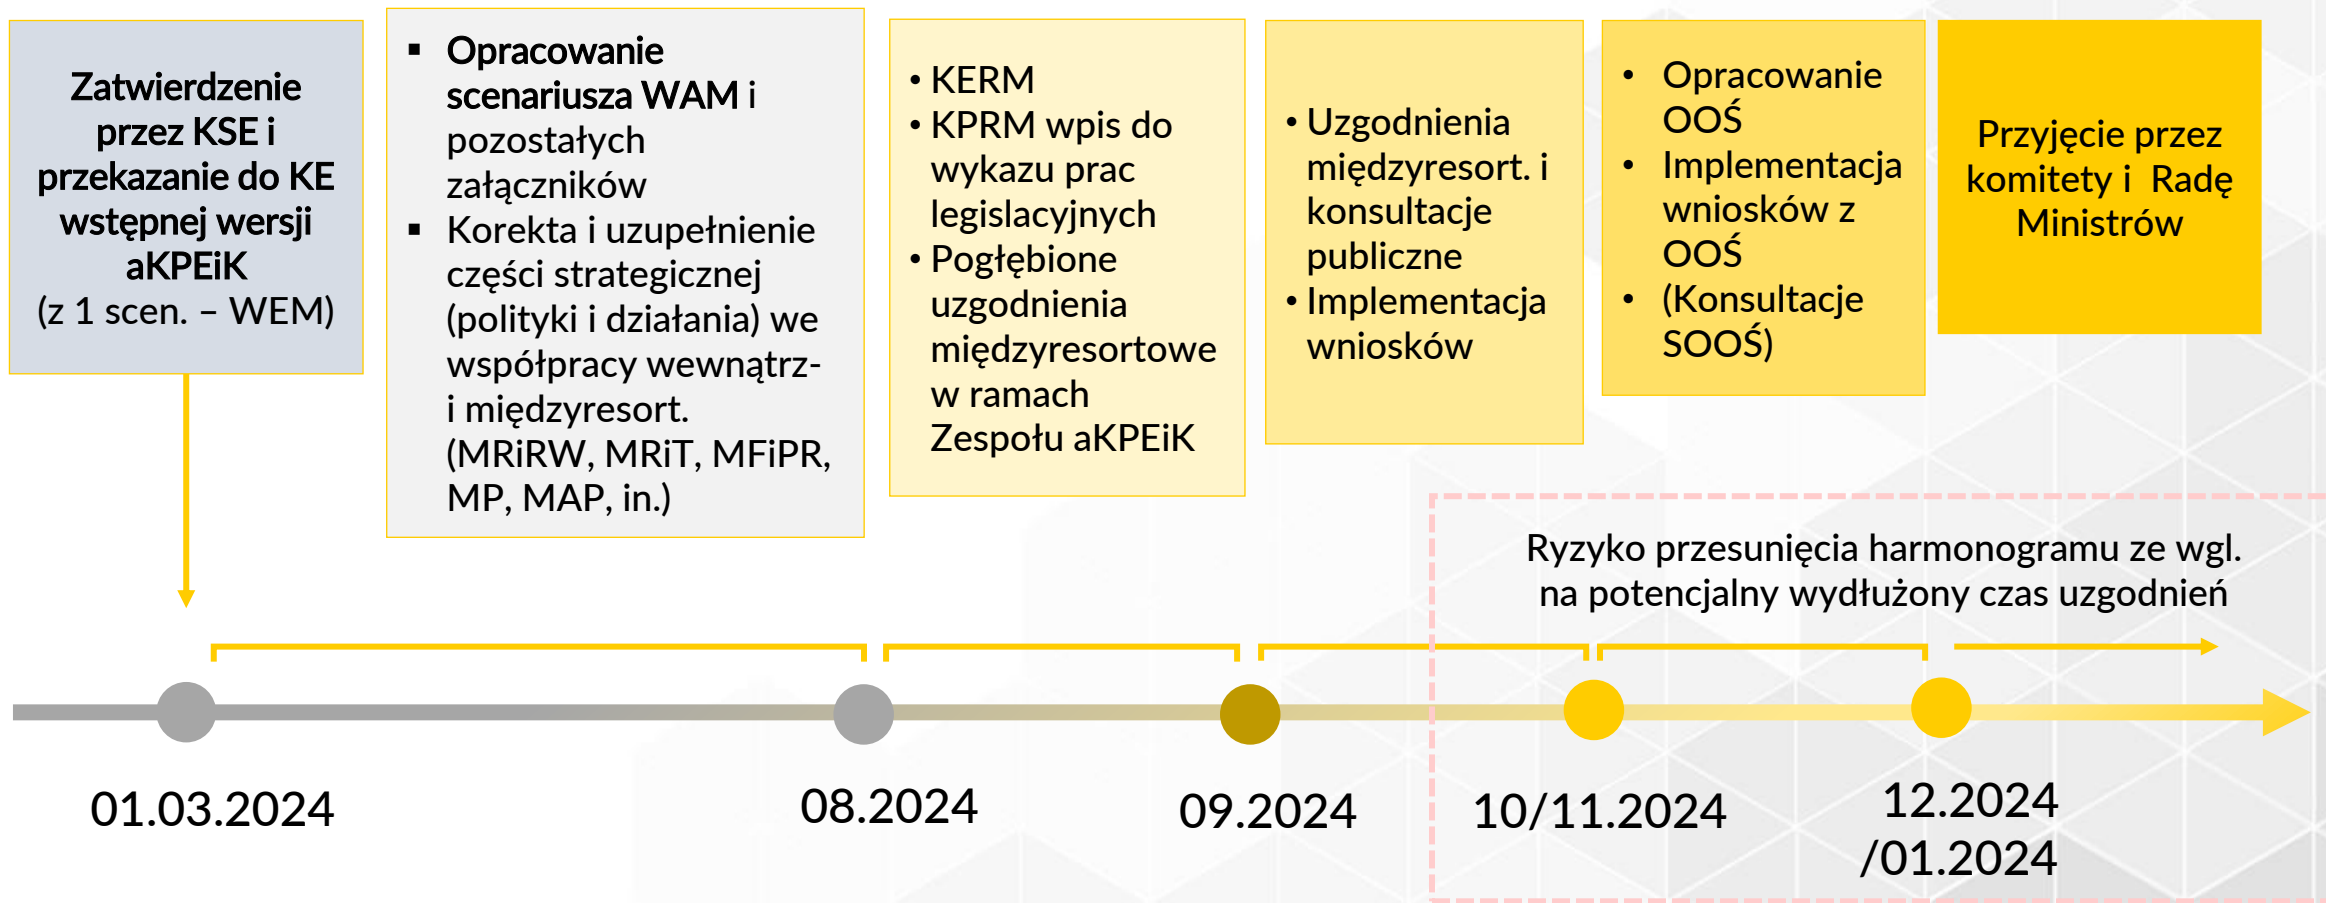 Zatwierdzenie
przez KSE i
przekazanie do KE
wstępnej wersji
aKPEiK
(z 1 scen. – WEM)
▪ Opracowanie
scenariusza WAM i
pozostałych
załączników
▪ Korekta i uzupełnienie
części strategicznej
(polityki i działania) we
współpracy wewnątrz-
i międzyresort.
(MRiRW, MRiT, MFiPR,
MP, MAP, in.)
• KERM
• KPRM wpis do
wykazu prac
legislacyjnych
• Pogłębione
uzgodnienia
międzyresortowe
w ramach
Zespołu aKPEiK
• Uzgodnienia
międzyresort. i
konsultacje
publiczne
• Implementacja
wniosków
• Opracowanie
OOŚ
• Implementacja
wniosków z
OOŚ
• (Konsultacje
SOOŚ)
Przyjęcie przez
komitety i Radę
Ministrów
Ryzyko przesunięcia harmonogramu ze wgl.
na potencjalny wydłużony czas uzgodnień
01.03.2024
08.2024
09.2024
10/11.2024
12.2024
/01.2024